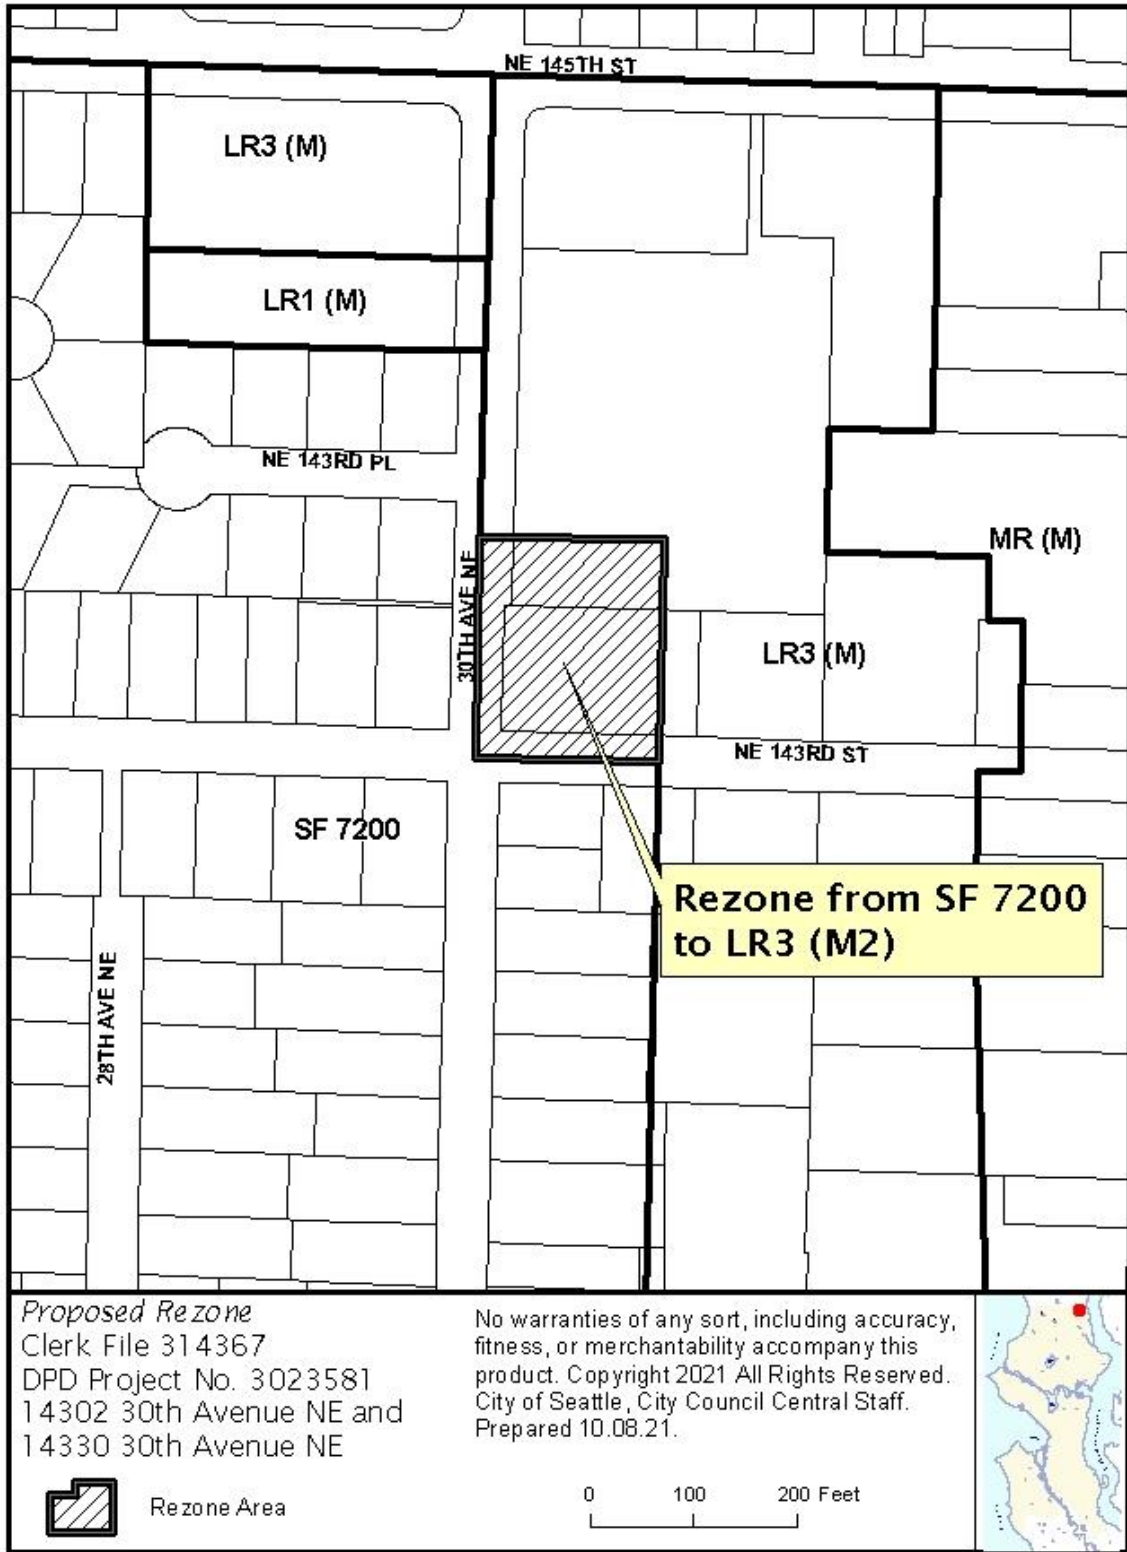 NE 145TH ST
LR3 (M)
LR1 (M)
NE 143RD PL
MR (M)
30TH AVE NE
LR3 (M)
NE 143RD ST
SF 7200
Rezone from SF 7200
to LR3 (M2)
28TH AVE NE
Proposed Rezone
Clerk File 314367
DPD Project No. 3023581
14302 30th Avenue NE and
14330 30th Avenue NE
Rezone Area
No warranties of any sort, including accuracy,
fitness, or merchantability accompany this
product. Copyright 2021 All Rights Reserved.
City of Seattle, City Council Central Staff.
Prepared 10.08.21.
0 100 200 Feet